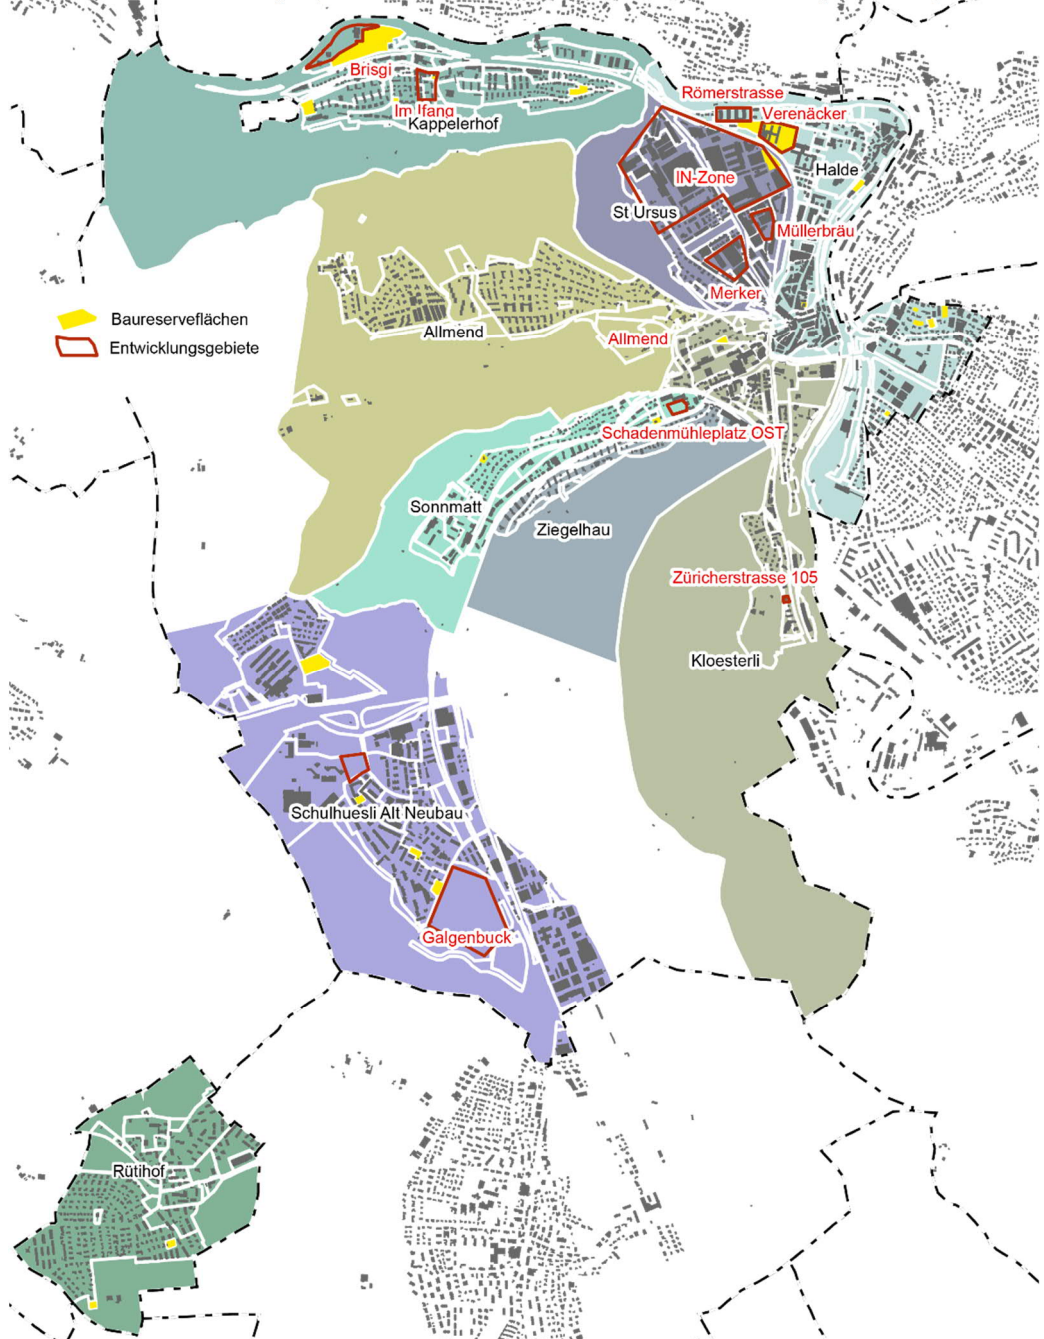 Brisgi
Römerstrasse
Im Ifang
Verenäcker
Kappelerhof
IN-Zone
Halde
St Ursus
Müllerbräu
Merker
Baureserveflächen
Allmend
Allmend
Entwicklungsgebiete
Schadenmühleplatz OST
Sonnmatt
Ziegelhau
Züricherstrasse 105
Kloesterli
Schulhuesli Alt Neubau
Galgenbuck
Rütihof